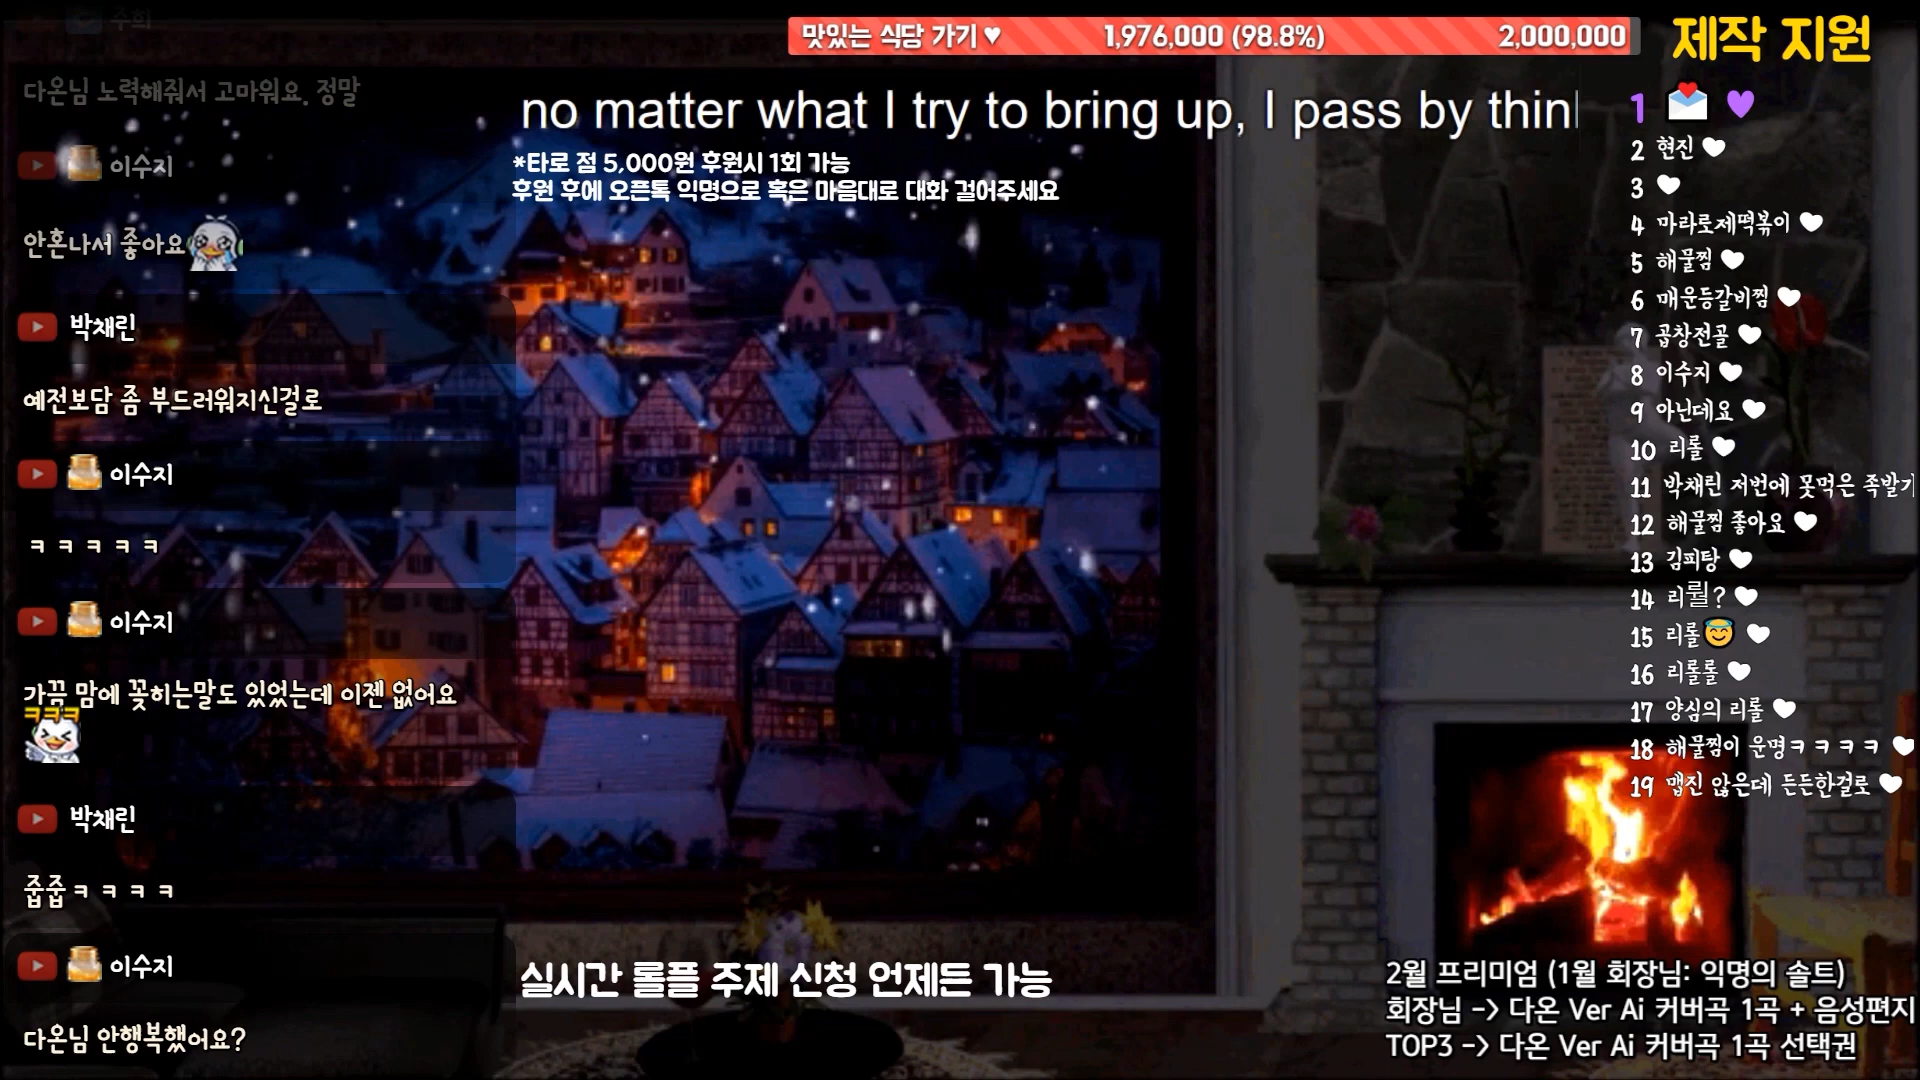 수희
다온님 노력해줘서 고마워요. 정말
이수지
안혼나서 좋아요
박채린
예전보담 좀 부드러워지신걸로
이수지
ㅋㅋㅋㅋㅋ
이수지
가끔 맘에 꽂히는말도 있었는데 이젠 없어요
ㅋㅋㅋ
박채린
줍줍ㅋㅋㅋㅋ
이수지
다온님 안행복했어요?
맛있는 식당 가기 ♥ 1,976,000 (98.8%) 2,000,000
no matter what I try to bring up, I pass by thin
*타로 점 5,000원 후원시 1회 가능
후원 후에 오픈톡 익명으로 혹은 마음대로 대화 걸어주세요
실시간 롤플 주제 신청 언제든 가능
제작 지원
1 💌 💜
2 현진 🤍
3 🤍
4 마라로제떡볶이 🤍
5 해물찜 🤍
6 매운등갈비찜 🤍
7 곱창전골 🤍
8 이수지 🤍
9 아닌데요 🤍
10 리롤 🤍
11 박채린 저번에 못먹은 족발
12 해물찜 좋아요 🤍
13 김피탕 🤍
14 리뤌? 🤍
15 리롤😇 🤍
16 리롤롤 🤍
17 양심의 리롤 🤍
18 해물찜이 운명ㅋㅋㅋㅋ 🤍
19 맵진 않은데 든든한걸로 🤍
2월 프리미엄 (1월 회장님: 익명의 솔트)
회장님 -> 다온 Ver Ai 커버곡 1곡 + 음성편지
TOP3 -> 다온 Ver Ai 커버곡 1곡 선택권